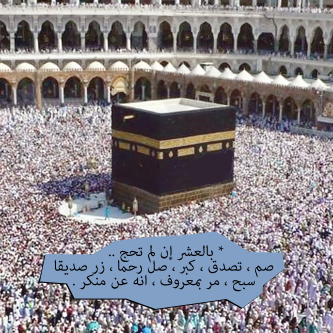 * بالعشر إن لم تحج ..
صم ، تصدق ، كبر ، صل رحما ، زر صديقا
سبح ، مر بمعروف ، انه عن منكر .